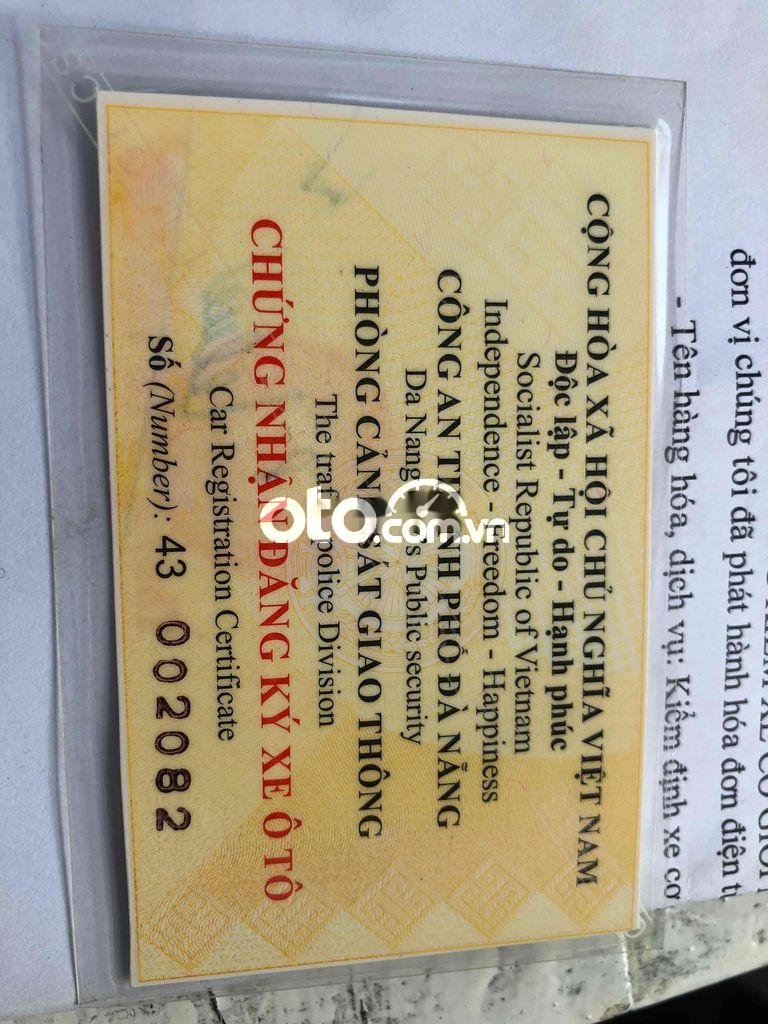 CỘNG HÒA XÃ HỘI CHỦ NGHĨA VIỆT NAM
Độc lập - Tự do - Hạnh phúc
Socialist Republic of Vietnam
Independence - Freedom - Happiness
CÔNG AN THÀNH PHỐ ĐÀ NẴNG
Da Nang Public security
PHÒNG CẢNH SÁT GIAO THÔNG
The police Division
CHỨNG NHẬN ĐĂNG KÝ XE Ô TÔ
Car Registration Certificate
Số (Number): 43 002082
oto.com.vn
đơn vị chúng tôi đã phát hành hóa đơn điện
- Tên hàng hóa, dịch vụ: Kiểm định xe cơ